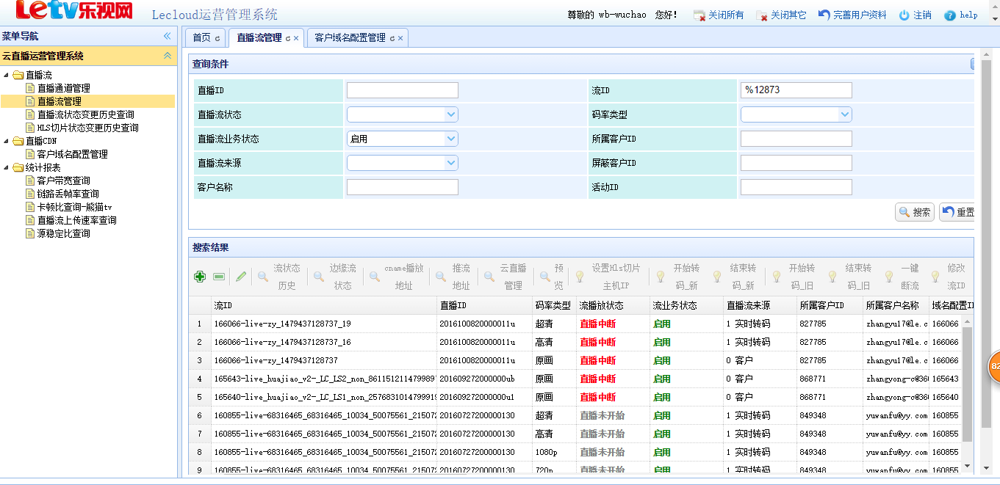 Letv乐视网 Lecloud运营管理系统 尊敬的 wb-wuchao 您好! 关闭所有 关闭其它 完善用户资料 注销 help
菜单导航
云直播运营管理系统
直播流
直播通道管理
直播流管理
直播流状态变更历史查询
HLS切片状态变更历史查询
直播CDN
客户域名配置管理
统计报表
客户带宽查询
链路丢帧率查询
卡顿比查询-熊猫tv
直播流上传速率查询
源稳定比查询
首页 直播流管理 客户域名配置管理
查询条件
直播ID 流ID %12873
直播流状态 码率类型
直播流业务状态 启用 所属客户ID
直播流来源 屏蔽客户ID
客户名称 活动ID
搜索 重置
搜索结果
流状态历史 边缘流状态 cname播放地址 推流地址 云直播管理 预览 设置Hls切片主机IP 开始转码_新 结束转码_新 开始转码_旧 结束转码_旧 一键断流 修改流ID
流ID 直播ID 码率类型 流播放状态 流业务状态 直播流来源 所属客户ID 所属客户名称 域名配置ID
1 166066-live-zy_1479437128737_19 2016100820000011u 超清 直播中断 启用 1 实时转码 827785 zhangyu17@le.c 166066
2 166066-live-zy_1479437128737_16 2016100820000011u 高清 直播中断 启用 1 实时转码 827785 zhangyu17@le.c 166066
3 166066-live-zy_1479437128737 2016100820000011u 原画 直播中断 启用 0 客户 827785 zhangyu17@le.c 166066
4 165643-live_huajiao_v2-_LC_LS2_non_861151211479989 201609272000000ub 原画 直播中断 启用 0 客户 868771 zhangyong-c@36 165643
5 165640-live_huajiao_v2-_LC_LS1_non_2576831014799919 201609272000000u1 原画 直播中断 启用 0 客户 868771 zhangyong-c@36 165640
6 160855-live-68316465_68316465_10034_50075561_21507 20160727200000130 超清 直播未开始 启用 1 实时转码 849348 yuwanfu@yy.com 160855
7 160855-live-68316465_68316465_10034_50075561_21507 20160727200000130 高清 直播未开始 启用 1 实时转码 849348 yuwanfu@yy.com 160855
8 160855-live-68316465_68316465_10034_50075561_21507 20160727200000130 1080p 直播未开始 启用 1 实时转码 849348 yuwanfu@yy.com 160855
9 160855-live-68316465_68316465_10034_50075561_21507 20160727200000130 720p 直播未开始 启用 1 实时转码 849348 yuwanfu@yy.com 160855
82